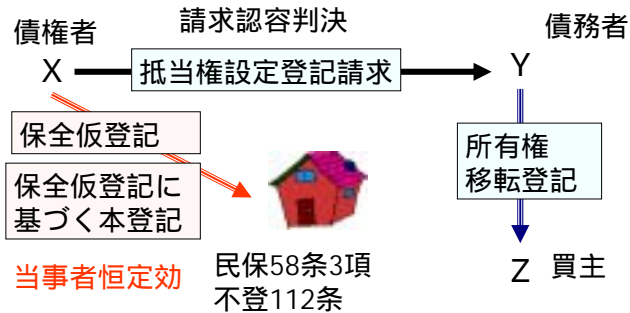 債権者
請求認容判決
債務者
X
抵当権設定登記請求
Y
保全仮登記
保全仮登記に
基づく本登記
所有権
移転登記
当事者恒定効
民保58条3項
不登112条
Z 買主